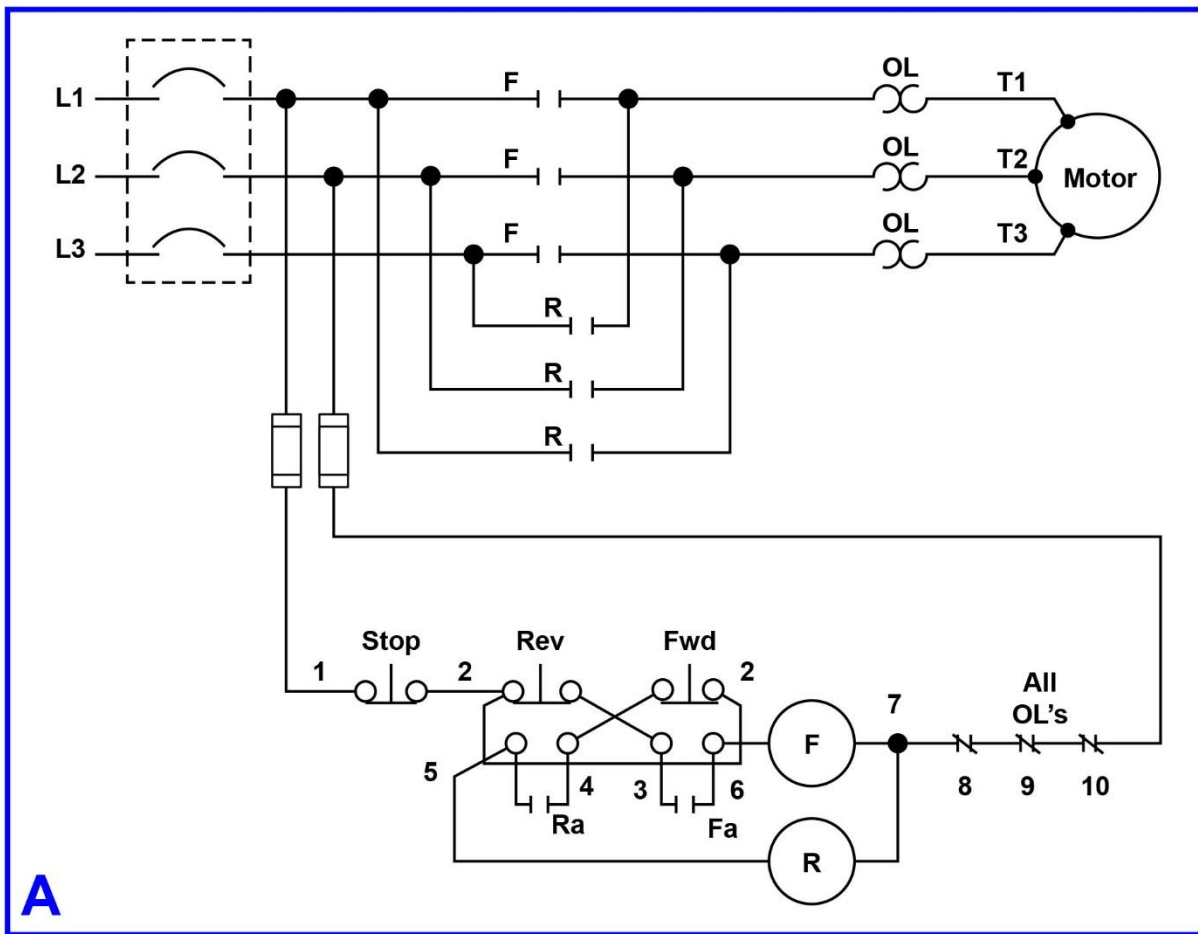 L1 F OL T1
L2 F OL T2 Motor
L3 F OL T3
R
R
R
Stop Rev Fwd
1 2 2
All
OL's
7
F
5 4 3 6 8 9 10
Ra Fa
R
A